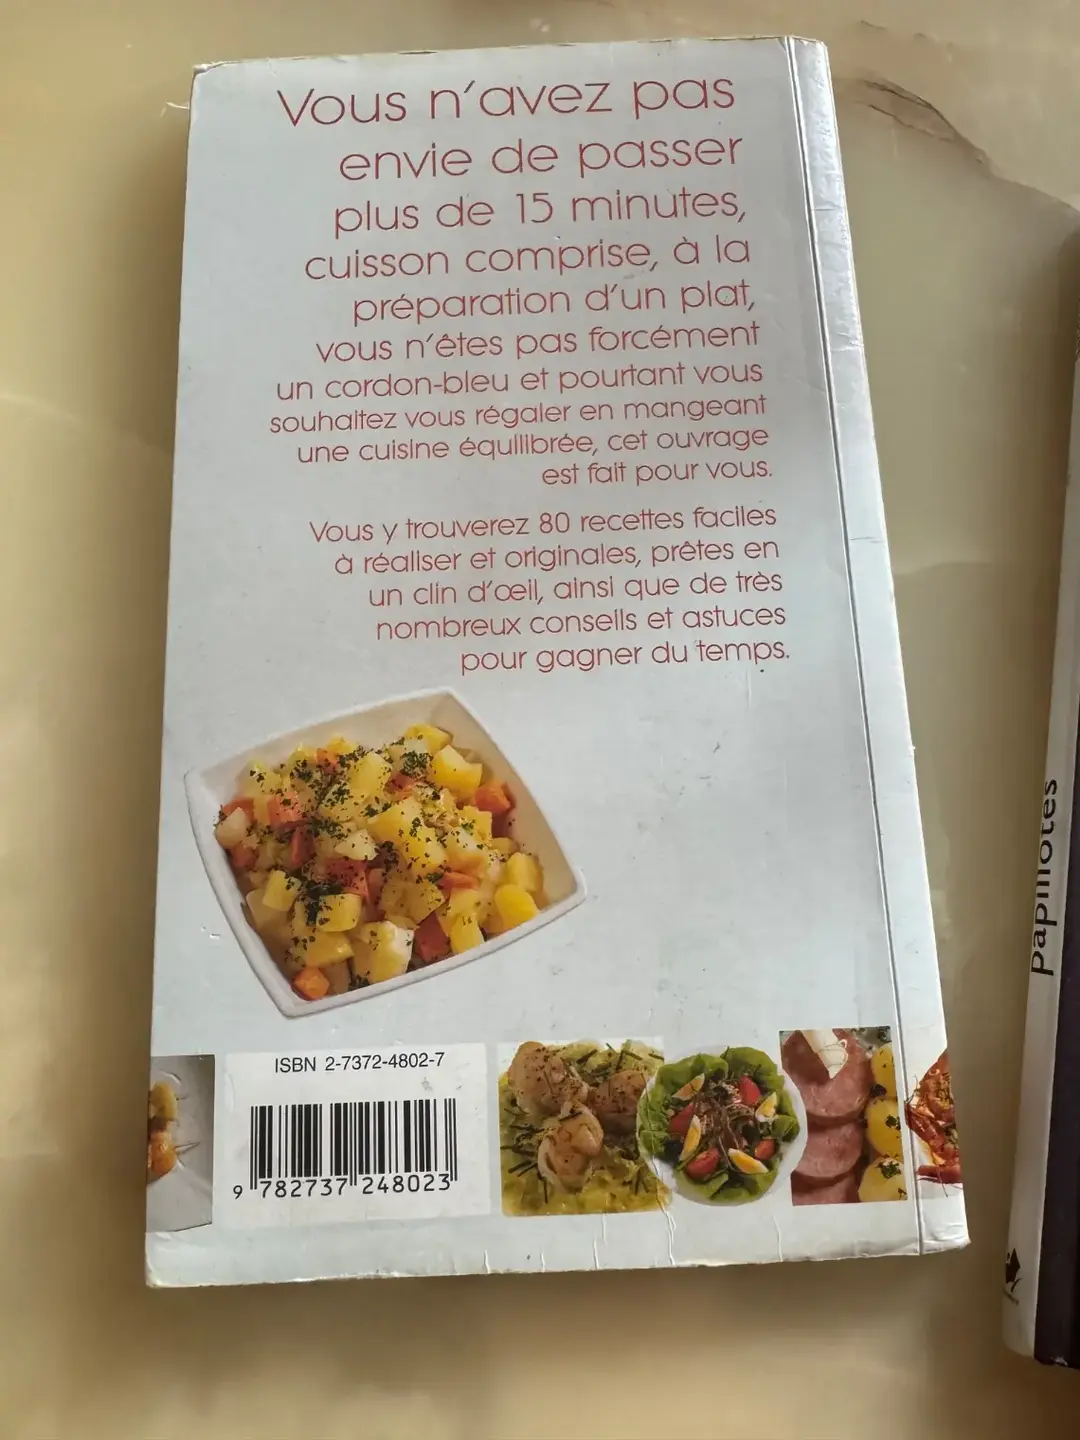 Vous n'avez pas
envie de passer
plus de 15 minutes,
cuisson comprise, à la
préparation d'un plat,
vous n'êtes pas forcément
un cordon-bleu et pourtant vous
souhaitez vous régaler en mangeant
une cuisine équilibrée, cet ouvrage
est fait pour vous.
Vous y trouverez 80 recettes faciles
à réaliser et originales, prêtes en
un clin d'œil, ainsi que de très
nombreux conseils et astuces
pour gagner du temps.
ISBN 2-7372-4802-7
9 782737 248023
Papillotes